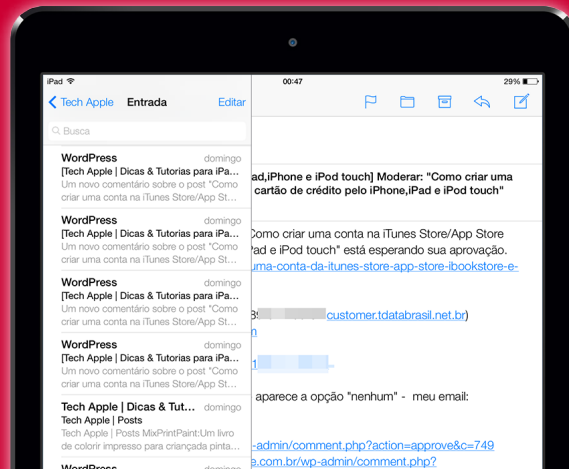 iPad 00:47 29%
Tech Apple Entrada Editar
Busca
WordPress domingo
[Tech Apple | Dicas & Tutorias para iPa...
Um novo comentário sobre o post "Como
criar uma conta na iTunes Store/App St...
WordPress domingo
[Tech Apple | Dicas & Tutorias para iPa...
Um novo comentário sobre o post "Como
criar uma conta na iTunes Store/App St...
WordPress domingo
[Tech Apple | Dicas & Tutorias para iPa...
Um novo comentário sobre o post "Como
criar uma conta na iTunes Store/App St...
WordPress domingo
[Tech Apple | Dicas & Tutorias para iPa...
Um novo comentário sobre o post "Como
criar uma conta na iTunes Store/App St...
Tech Apple | Dicas & Tut... domingo
Tech Apple | Posts
Tech Apple | Posts MixPrintPaint:Um livro
de colorir impresso para criançada pinta...
WordPress domingo
ad,iPhone e iPod touch] Moderar: "Como criar uma
cartão de crédito pelo iPhone,iPad e iPod touch"
Como criar uma conta na iTunes Store/App Store
Pad e iPod touch" está esperando sua aprovação.
uma-conta-da-itunes-store-app-store-ibookstore-e-
customer.tdatabrasil.net.br)
aparece a opção "nenhum" - meu email:
-admin/comment.php?action=approve&c=749
e.com.br/wp-admin/comment.php?